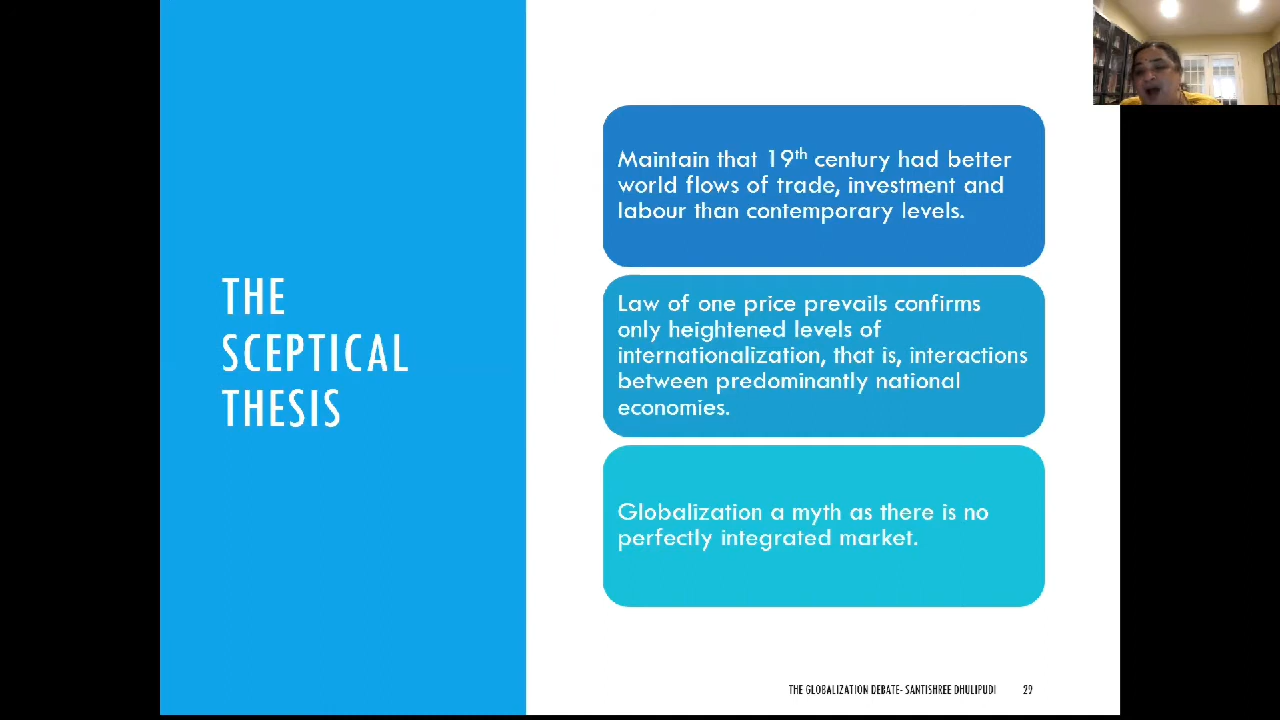 THE
SCEPTICAL
THESIS
Maintain that 19th century had better
world flows of trade, investment and
labour than contemporary levels.
Law of one price prevails confirms
only heightened levels of
internationalization, that is, interactions
between predominantly national
economies.
Globalization a myth as there is no
perfectly integrated market.
THE GLOBALIZATION DEBATE- SANTISHREE DHULIPUDI 29